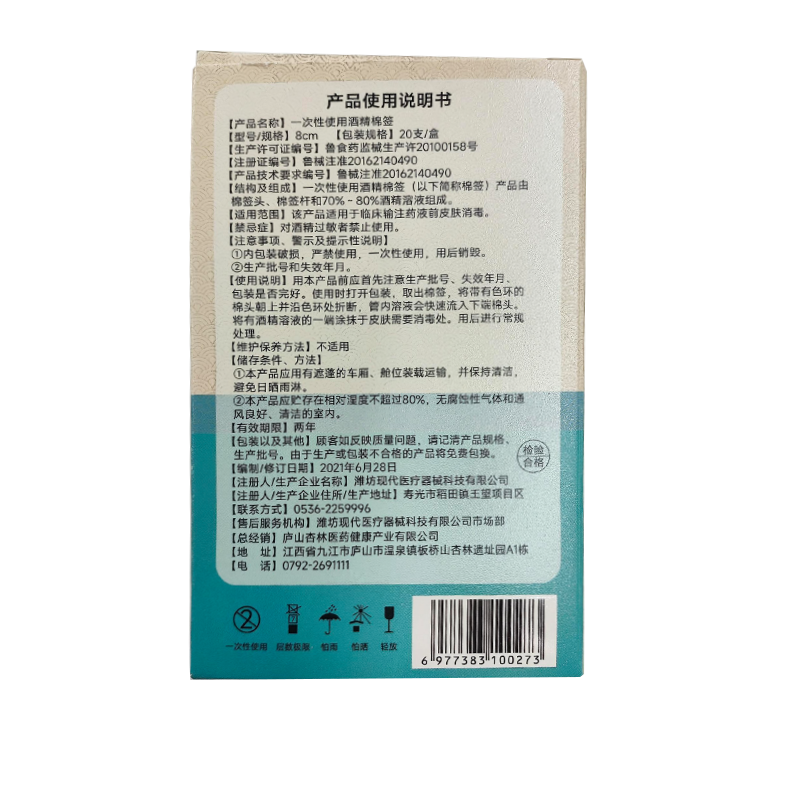 产品使用说明书
【产品名称】一次性使用酒精棉签
【型号/规格】8cm 【包装规格】20支/盒
【生产许可证编号】鲁食药监械生产许20100158号
【注册证编号】鲁械注准20162140490
【产品技术要求编号】鲁械注准20162140490
【结构及组成】一次性使用酒精棉签（以下简称棉签）产品由
棉签头、棉签杆和70%-80%酒精溶液组成。
【适用范围】该产品适用于临床输注药液前皮肤消毒。
【禁忌症】对酒精过敏者禁止使用。
【注意事项、警示及提示性说明】
①内包装破损，严禁使用，一次性使用，用后销毁。
②生产批号和失效年月。
【使用说明】用本产品前应首先注意生产批号、失效年月、
包装是否完好。使用时打开包装，取出棉签，将带有色环的
棉头朝上并沿色环处折断，管内溶液会快速流入下端棉头。
将有酒精溶液的一端涂抹于皮肤需要消毒处。用后进行常规
处理。
【维护保养方法】不适用
【储存条件、方法】
①本产品应用有遮蓬的车厢、舱位装载运输，并保持清洁，
避免日晒雨淋。
②本产品应贮存在相对湿度不超过80%，无腐蚀性气体和通
风良好、清洁的室内。
【有效期限】两年
【包装以及其他】顾客如反映质量问题，请记清产品规格、
生产批号。由于生产或包装不合格的产品将免费包换。
检验
合格
【编制/修订日期】2021年6月28日
【注册人/生产企业名称】潍坊现代医疗器械科技有限公司
【注册人/生产企业住所/生产地址】寿光市稻田镇王望项目区
【联系方式】0536-2259996
【售后服务机构】潍坊现代医疗器械科技有限公司市场部
【总经销】庐山杏林医药健康产业有限公司
【地 址】江西省九江市庐山市温泉镇板桥山杏林遗址园A1栋
【电 话】0792-2691111
2
一次性使用 层数极限 怕雨 怕晒 轻放
6 977383 100273